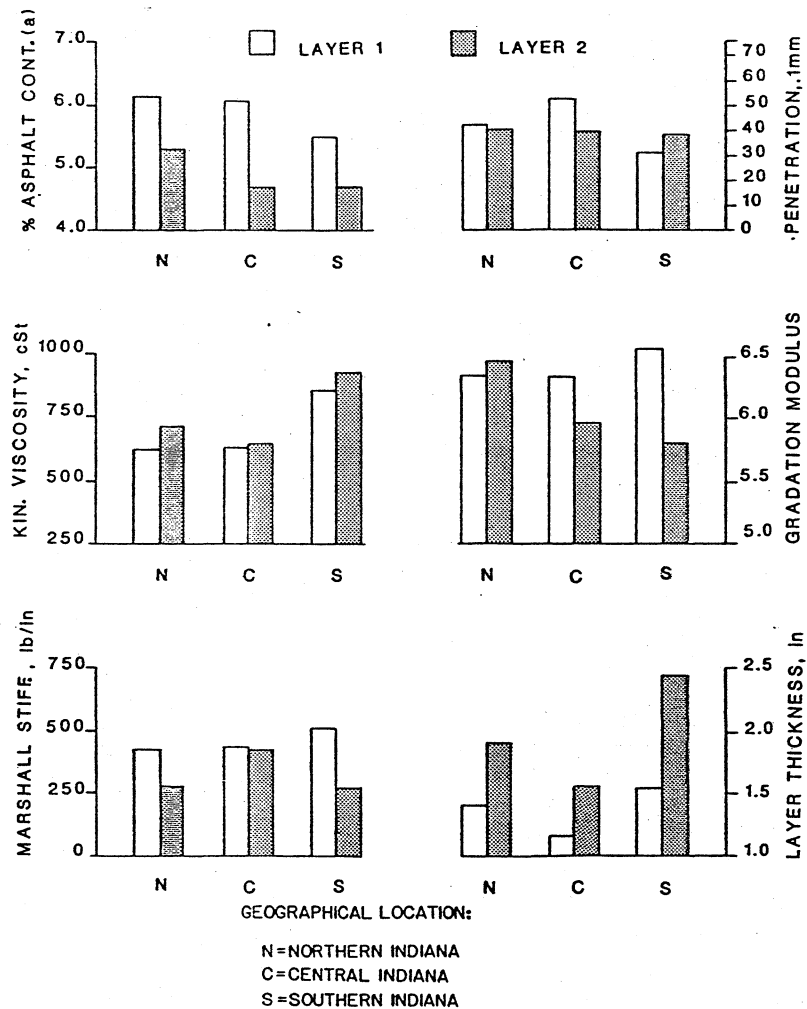 LAYER 1
LAYER 2
% ASPHALT CONT.(a)
7.0
6.0
5.0
4.0
N C S
70
60
50
40
30
20
10
0
PENETRATION,.1mm
N C S
KIN. VISCOSITY, cSt
1000
750
500
250
N C S
6.5
6.0
5.5
5.0
GRADATION MODULUS
N C S
MARSHALL STIFF., lb/in
750
500
250
0
N C S
2.5
2.0
1.5
1.0
LAYER THICKNESS, in
N C S
GEOGRAPHICAL LOCATION:
N=NORTHERN INDIANA
C=CENTRAL INDIANA
S=SOUTHERN INDIANA